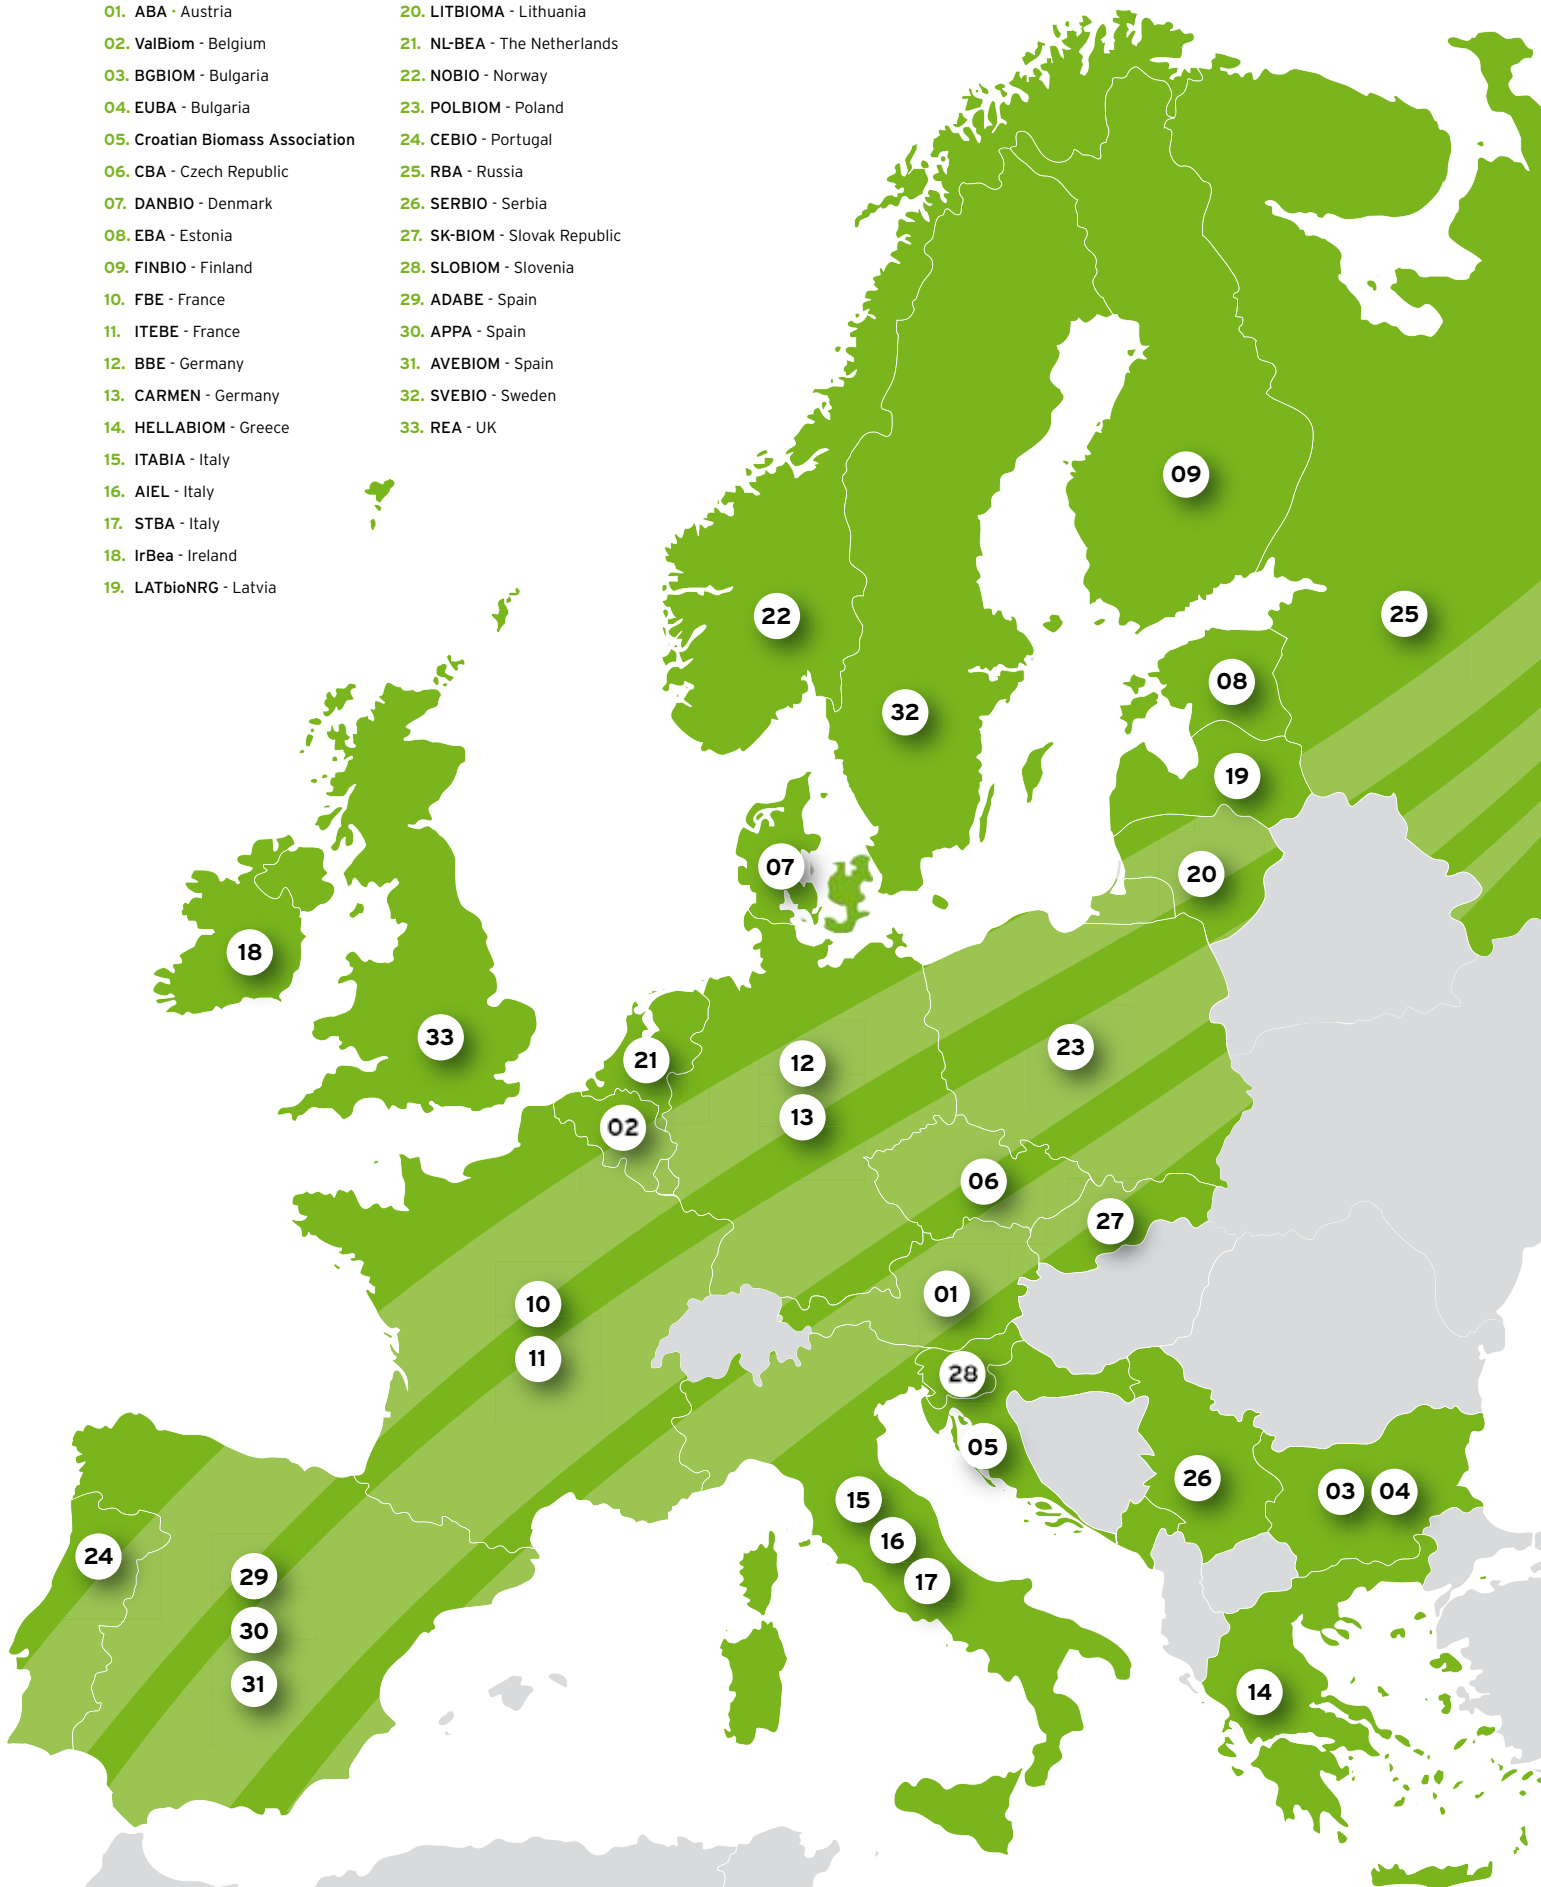 01. ABA · Austria
02. ValBiom - Belgium
03. BGBIOM - Bulgaria
04. EUBA - Bulgaria
05. Croatian Biomass Association
06. CBA - Czech Republic
07. DANBIO - Denmark
08. EBA - Estonia
09. FINBIO - Finland
10. FBE - France
11. ITEBE - France
12. BBE - Germany
13. CARMEN - Germany
14. HELLABIOM - Greece
15. ITABIA - Italy
16. AIEL - Italy
17. STBA - Italy
18. IrBea - Ireland
19. LATbioNRG - Latvia
20. LITBIOMA - Lithuania
21. NL-BEA - The Netherlands
22. NOBIO - Norway
23. POLBIOM - Poland
24. CEBIO - Portugal
25. RBA - Russia
26. SERBIO - Serbia
27. SK-BIOM - Slovak Republic
28. SLOBIOM - Slovenia
29. ADABE - Spain
30. APPA - Spain
31. AVEBIOM - Spain
32. SVEBIO - Sweden
33. REA - UK
09
22
25
08
32
19
07
20
18
33
21
12
23
13
02
06
27
01
10
11
28
05
26
03 04
15
16
24
29
17
30
31
14